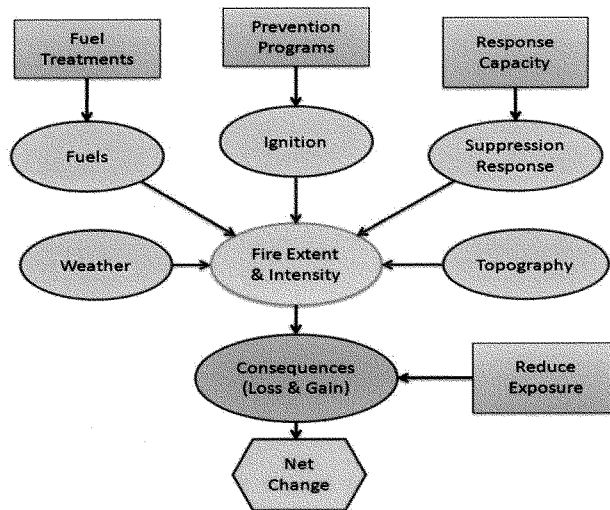 Fuel
Treatments
Prevention
Programs
Response
Capacity
Fuels
Ignition
Suppression
Response
Weather
Fire Extent
& Intensity
Topography
Consequences
(Loss & Gain)
Reduce
Exposure
Net
Change